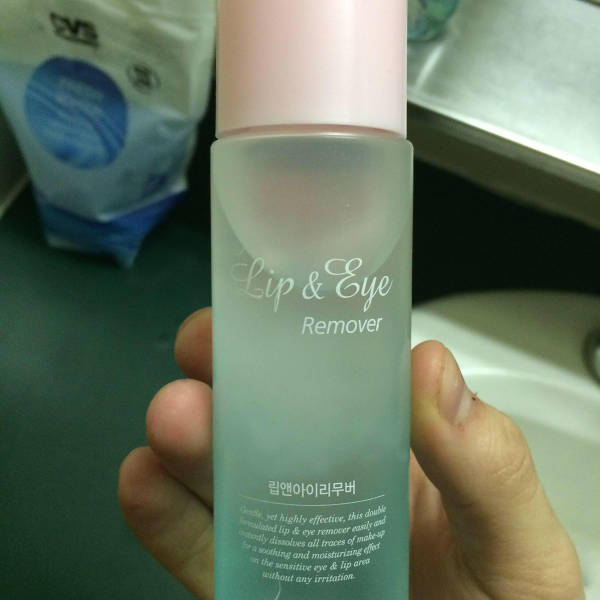 CVS
Lip & Eye
Remover
립앤아이리무버
Gentle, yet highly effective, this double
formulated lip & eye remover easily and
instantly dissolves all traces of make-up
for a soothing and moisturizing effect
on the sensitive eye & lip area
without any irritation.